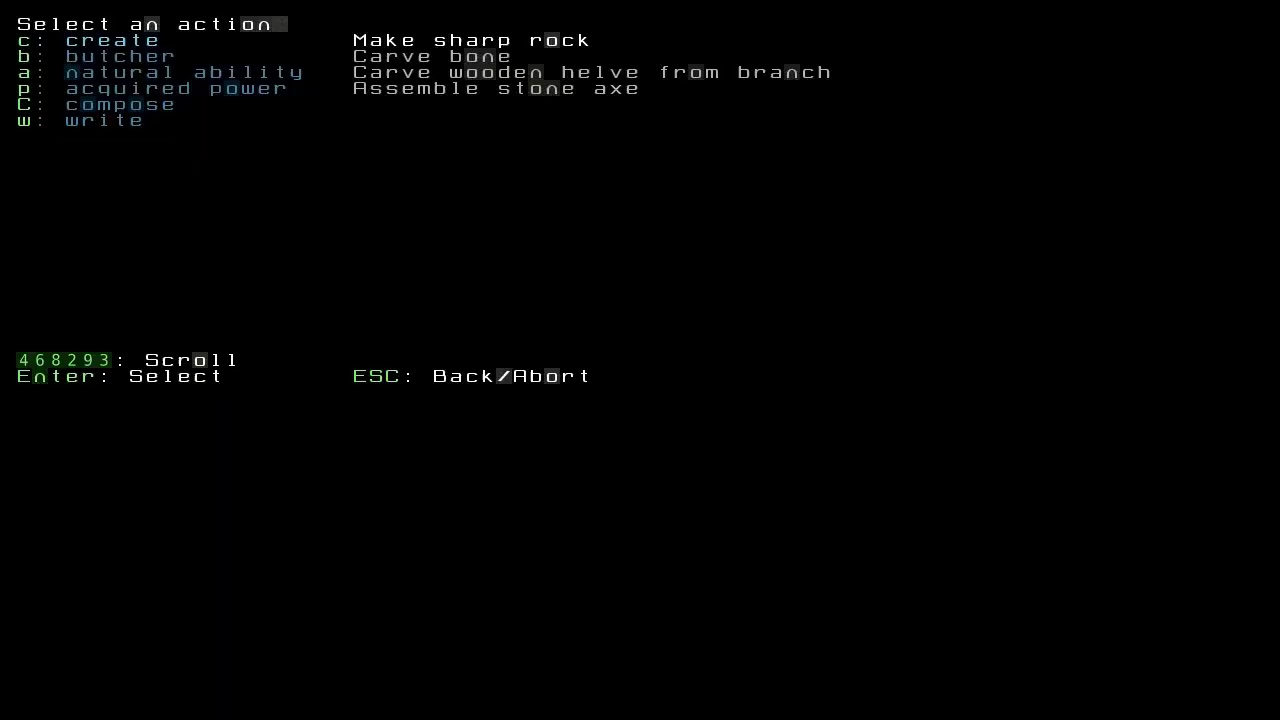 Select an action
c: create Make sharp rock
b: butcher Carve bone
a: natural ability Carve wooden helve from branch
p: acquired power Assemble stone axe
C: compose
w: write
468293: Scroll
Enter: Select ESC: Back/Abort